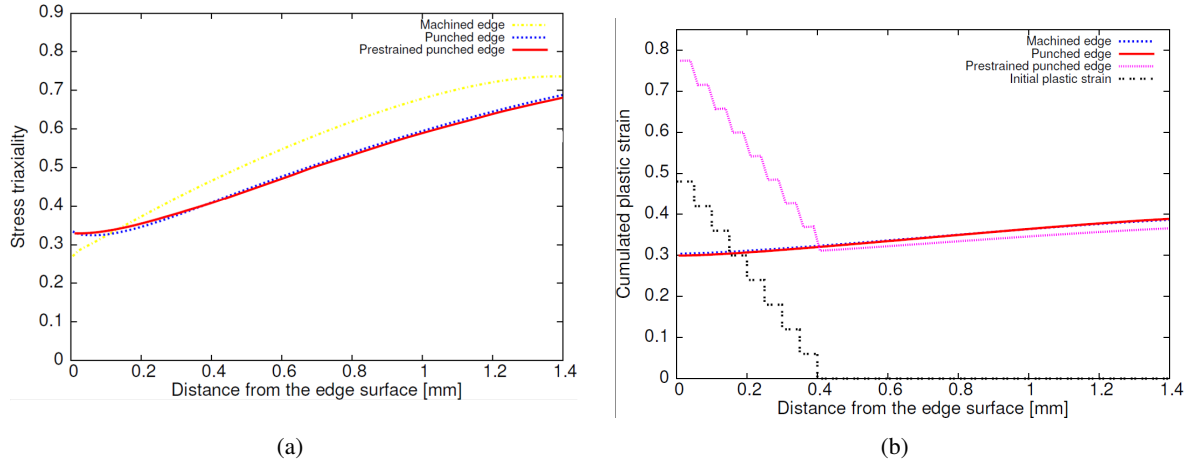 0.9
0.8
0.7
0.6
0.5
0.4
0.3
0.2
0.1
0
Stress triaxiality
Machined edge
Punched edge
Prestrained punched edge
0 0.2 0.4 0.6 0.8 1 1.2 1.4
Distance from the edge surface [mm]
(a)
0.8
0.7
0.6
0.5
0.4
0.3
0.2
0.1
0
Cumulated plastic strain
Machined edge
Punched edge
Prestrained punched edge
Initial plastic strain
0 0.2 0.4 0.6 0.8 1 1.2 1.4
Distance from the edge surface [mm]
(b)